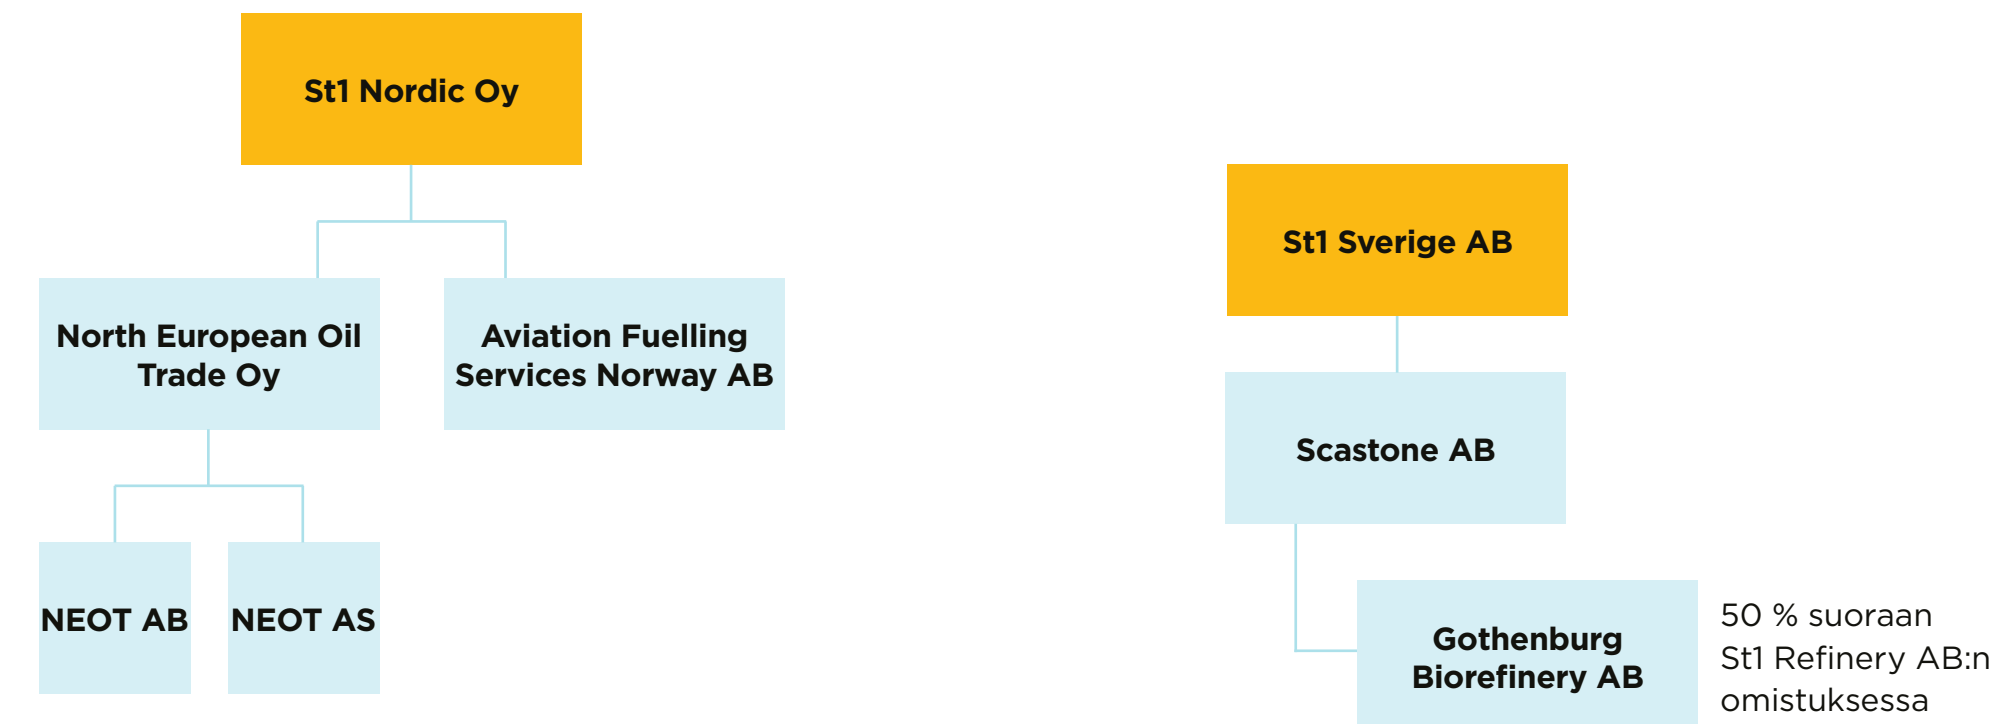 St1 Nordic Oy
North European Oil
Trade Oy
Aviation Fuelling
Services Norway AB
NEOT AB
NEOT AS
St1 Sverige AB
Scastone AB
Gothenburg
Biorefinery AB
50 % suoraan
St1 Refinery AB:n
omistuksessa